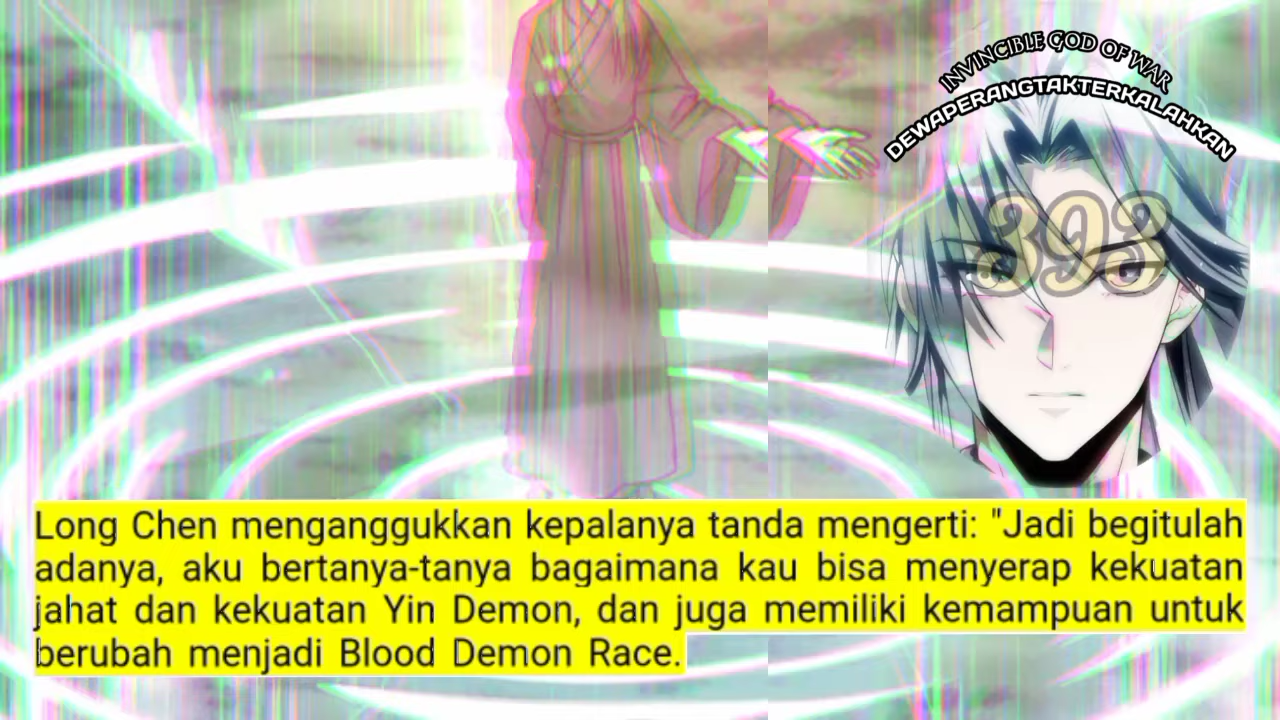 INVINCIBLE GOD OF WAR
DEWAPERANGTAKTERKALAHKAN
393
Long Chen menganggukkan kepalanya tanda mengerti: "Jadi begitulah
adanya, aku bertanya-tanya bagaimana kau bisa menyerap kekuatan
jahat dan kekuatan Yin Demon, dan juga memiliki kemampuan untuk
berubah menjadi Blood Demon Race.